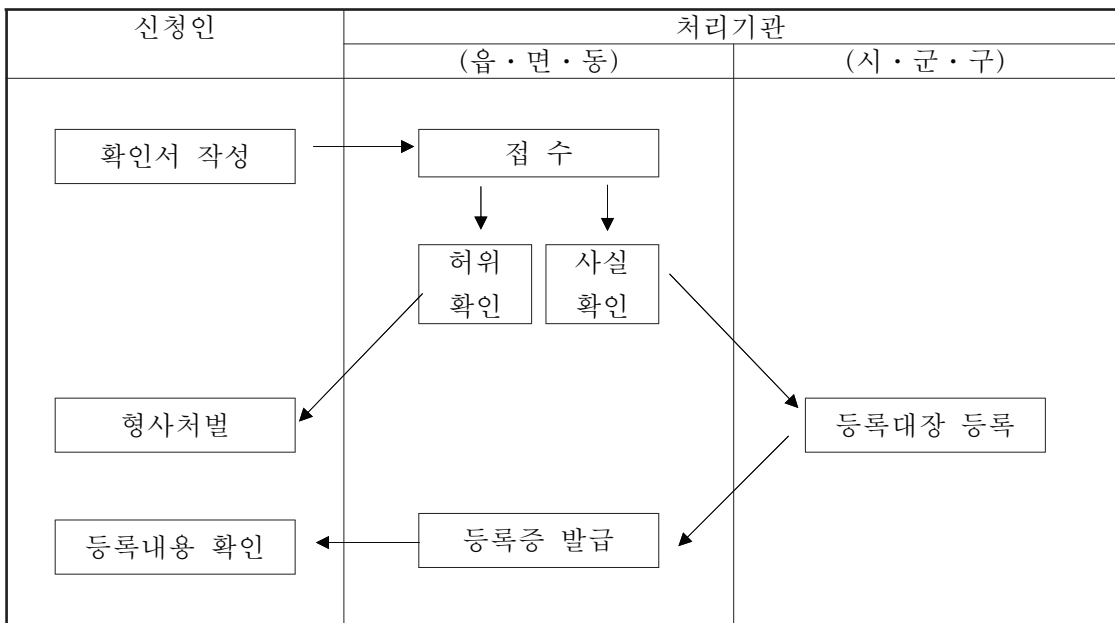 신청인
처리기관
(읍・면・동)
(시・군・구)
확인서 작성
접 수
허위
확인
사실
확인
형사처벌
등록대장 등록
등록내용 확인
등록증 발급